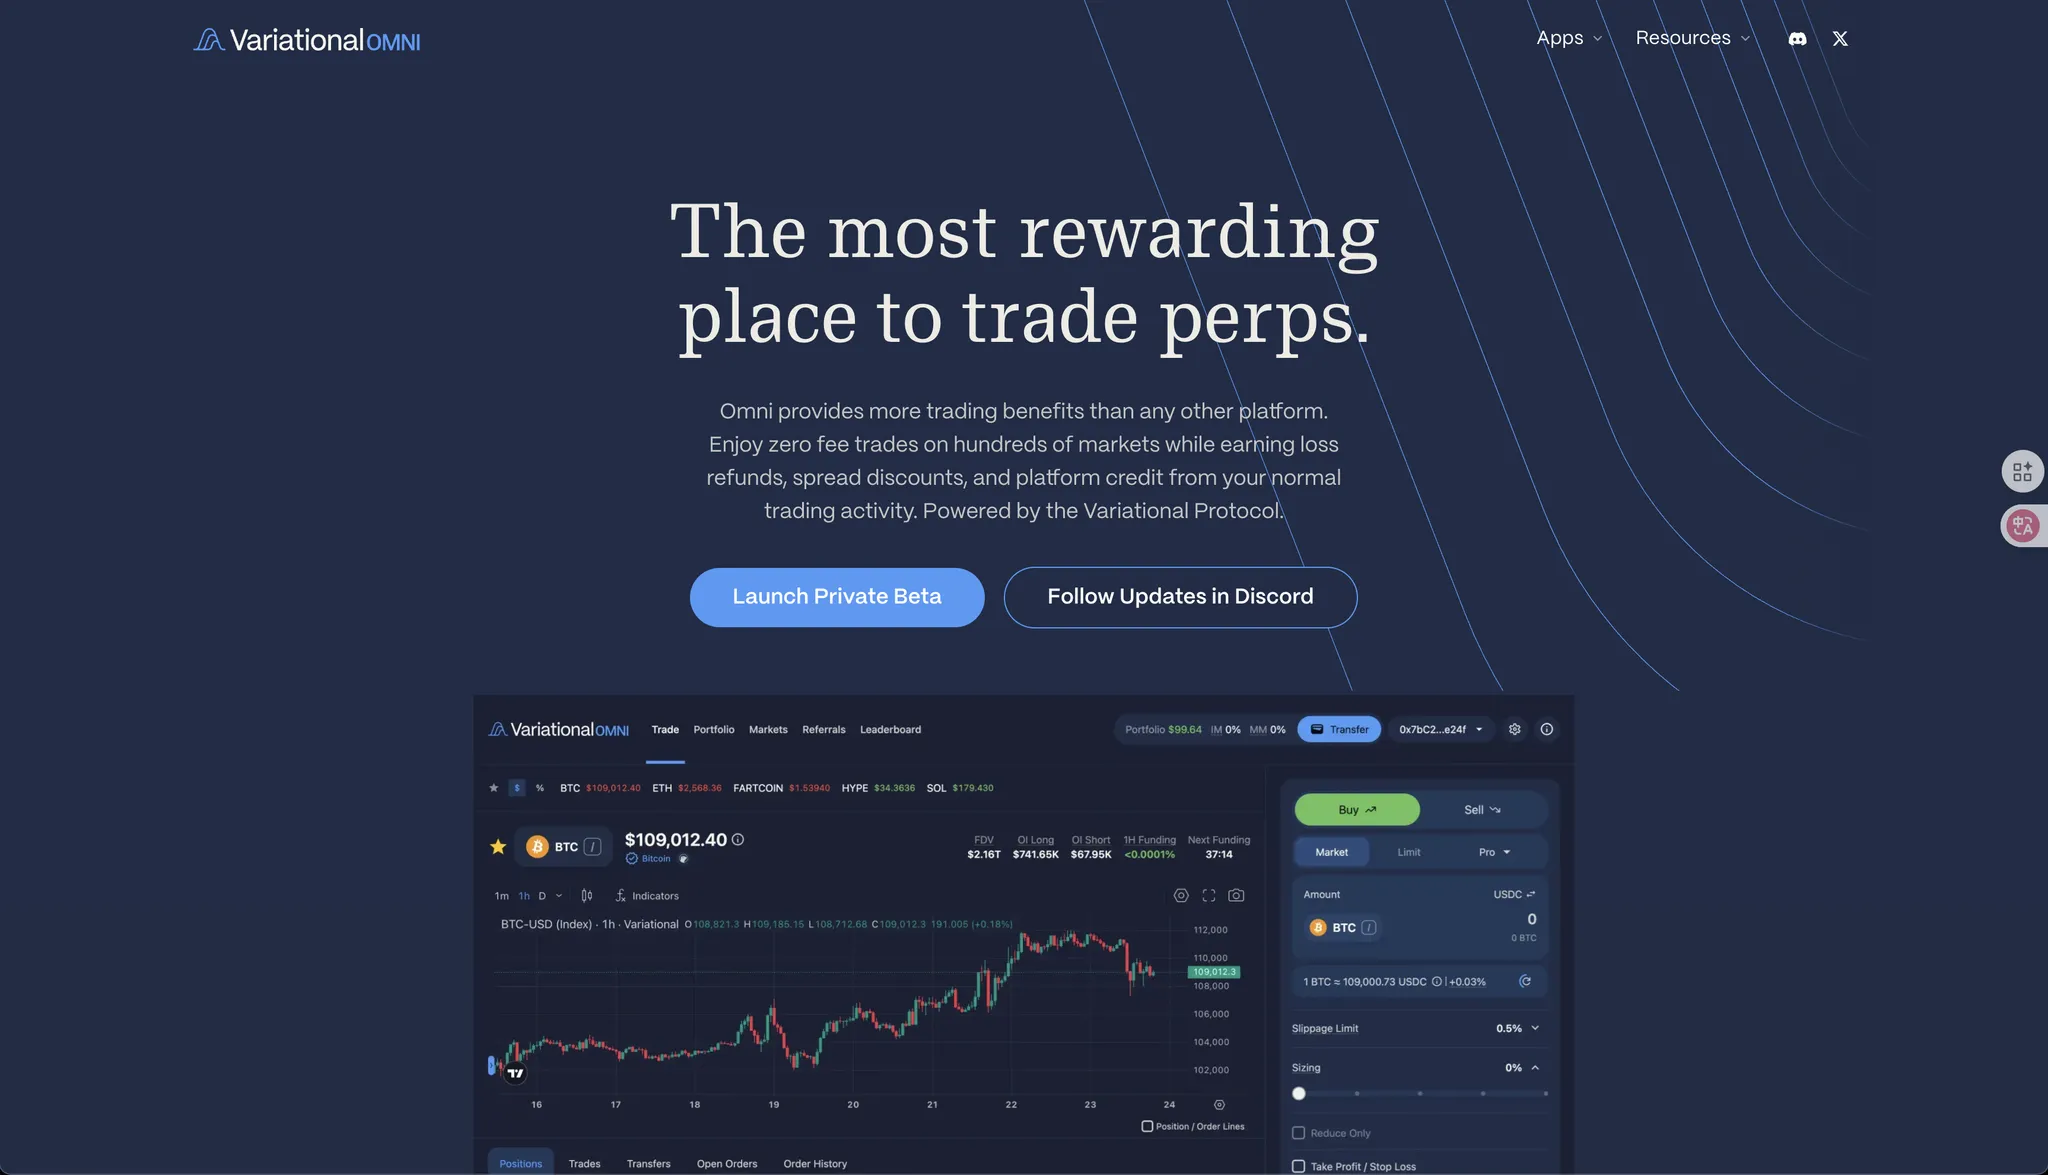 Variational OMNI
Apps
Resources
The most rewarding
place to trade perps.
Omni provides more trading benefits than any other platform.
Enjoy zero fee trades on hundreds of markets while earning loss
refunds, spread discounts, and platform credit from your normal
trading activity. Powered by the Variational Protocol.
Launch Private Beta
Follow Updates in Discord
Variational OMNI
Trade Portfolio Markets Referrals Leaderboard
Portfolio $99.64 IM 0% MM 0%
Transfer
0x7bC2...e24f
$ % BTC $109,012.40 ETH $2,568.36 FARTCOIN $1.53940 HYPE $34.3636 SOL $179.430
BTC
$109,012.40
Bitcoin
FDV OI Long OI Short 1H Funding Next Funding
$2.16T $741.65K $67.95K <0.0001% 37:14
1m 1h D Indicators
BTC-USD (Index) · 1h · Variational O108,821.3 H109,185.15 L108,712.68 C109,012.3 191.005 (+0.18%)
112,000
110,000
109,012.3
108,000
106,000
104,000
102,000
16 17 18 19 20 21 22 23 24
Position / Order Lines
Positions Trades Transfers Open Orders Order History
Buy Sell
Market Limit Pro
Amount USDC
BTC / 0
0 BTC
1 BTC ≈ 109,000.73 USDC | +0.03%
Slippage Limit 0.5%
Sizing 0%
Reduce Only
Take Profit / Stop Loss
中A